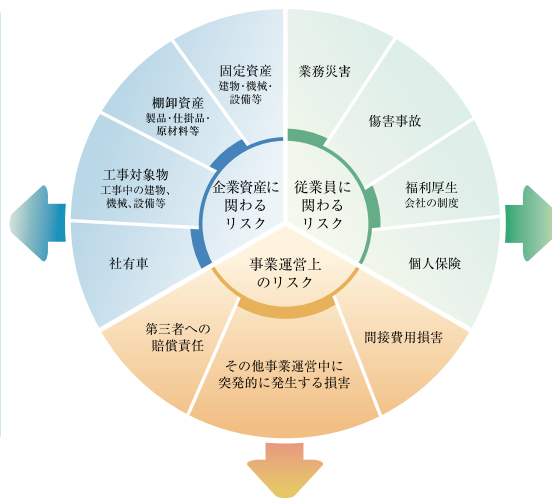 固定資産
建物・機械・
設備等
棚卸資産
製品・仕掛品・
原材料等
工事対象物
工事中の建物、
機械、設備等
社有車
企業資産に
関わる
リスク
業務災害
傷害事故
福利厚生
会社の制度
個人保険
従業員に
関わる
リスク
事業運営上
のリスク
第三者への
賠償責任
その他事業運営中に
突発的に発生する損害
間接費用損害